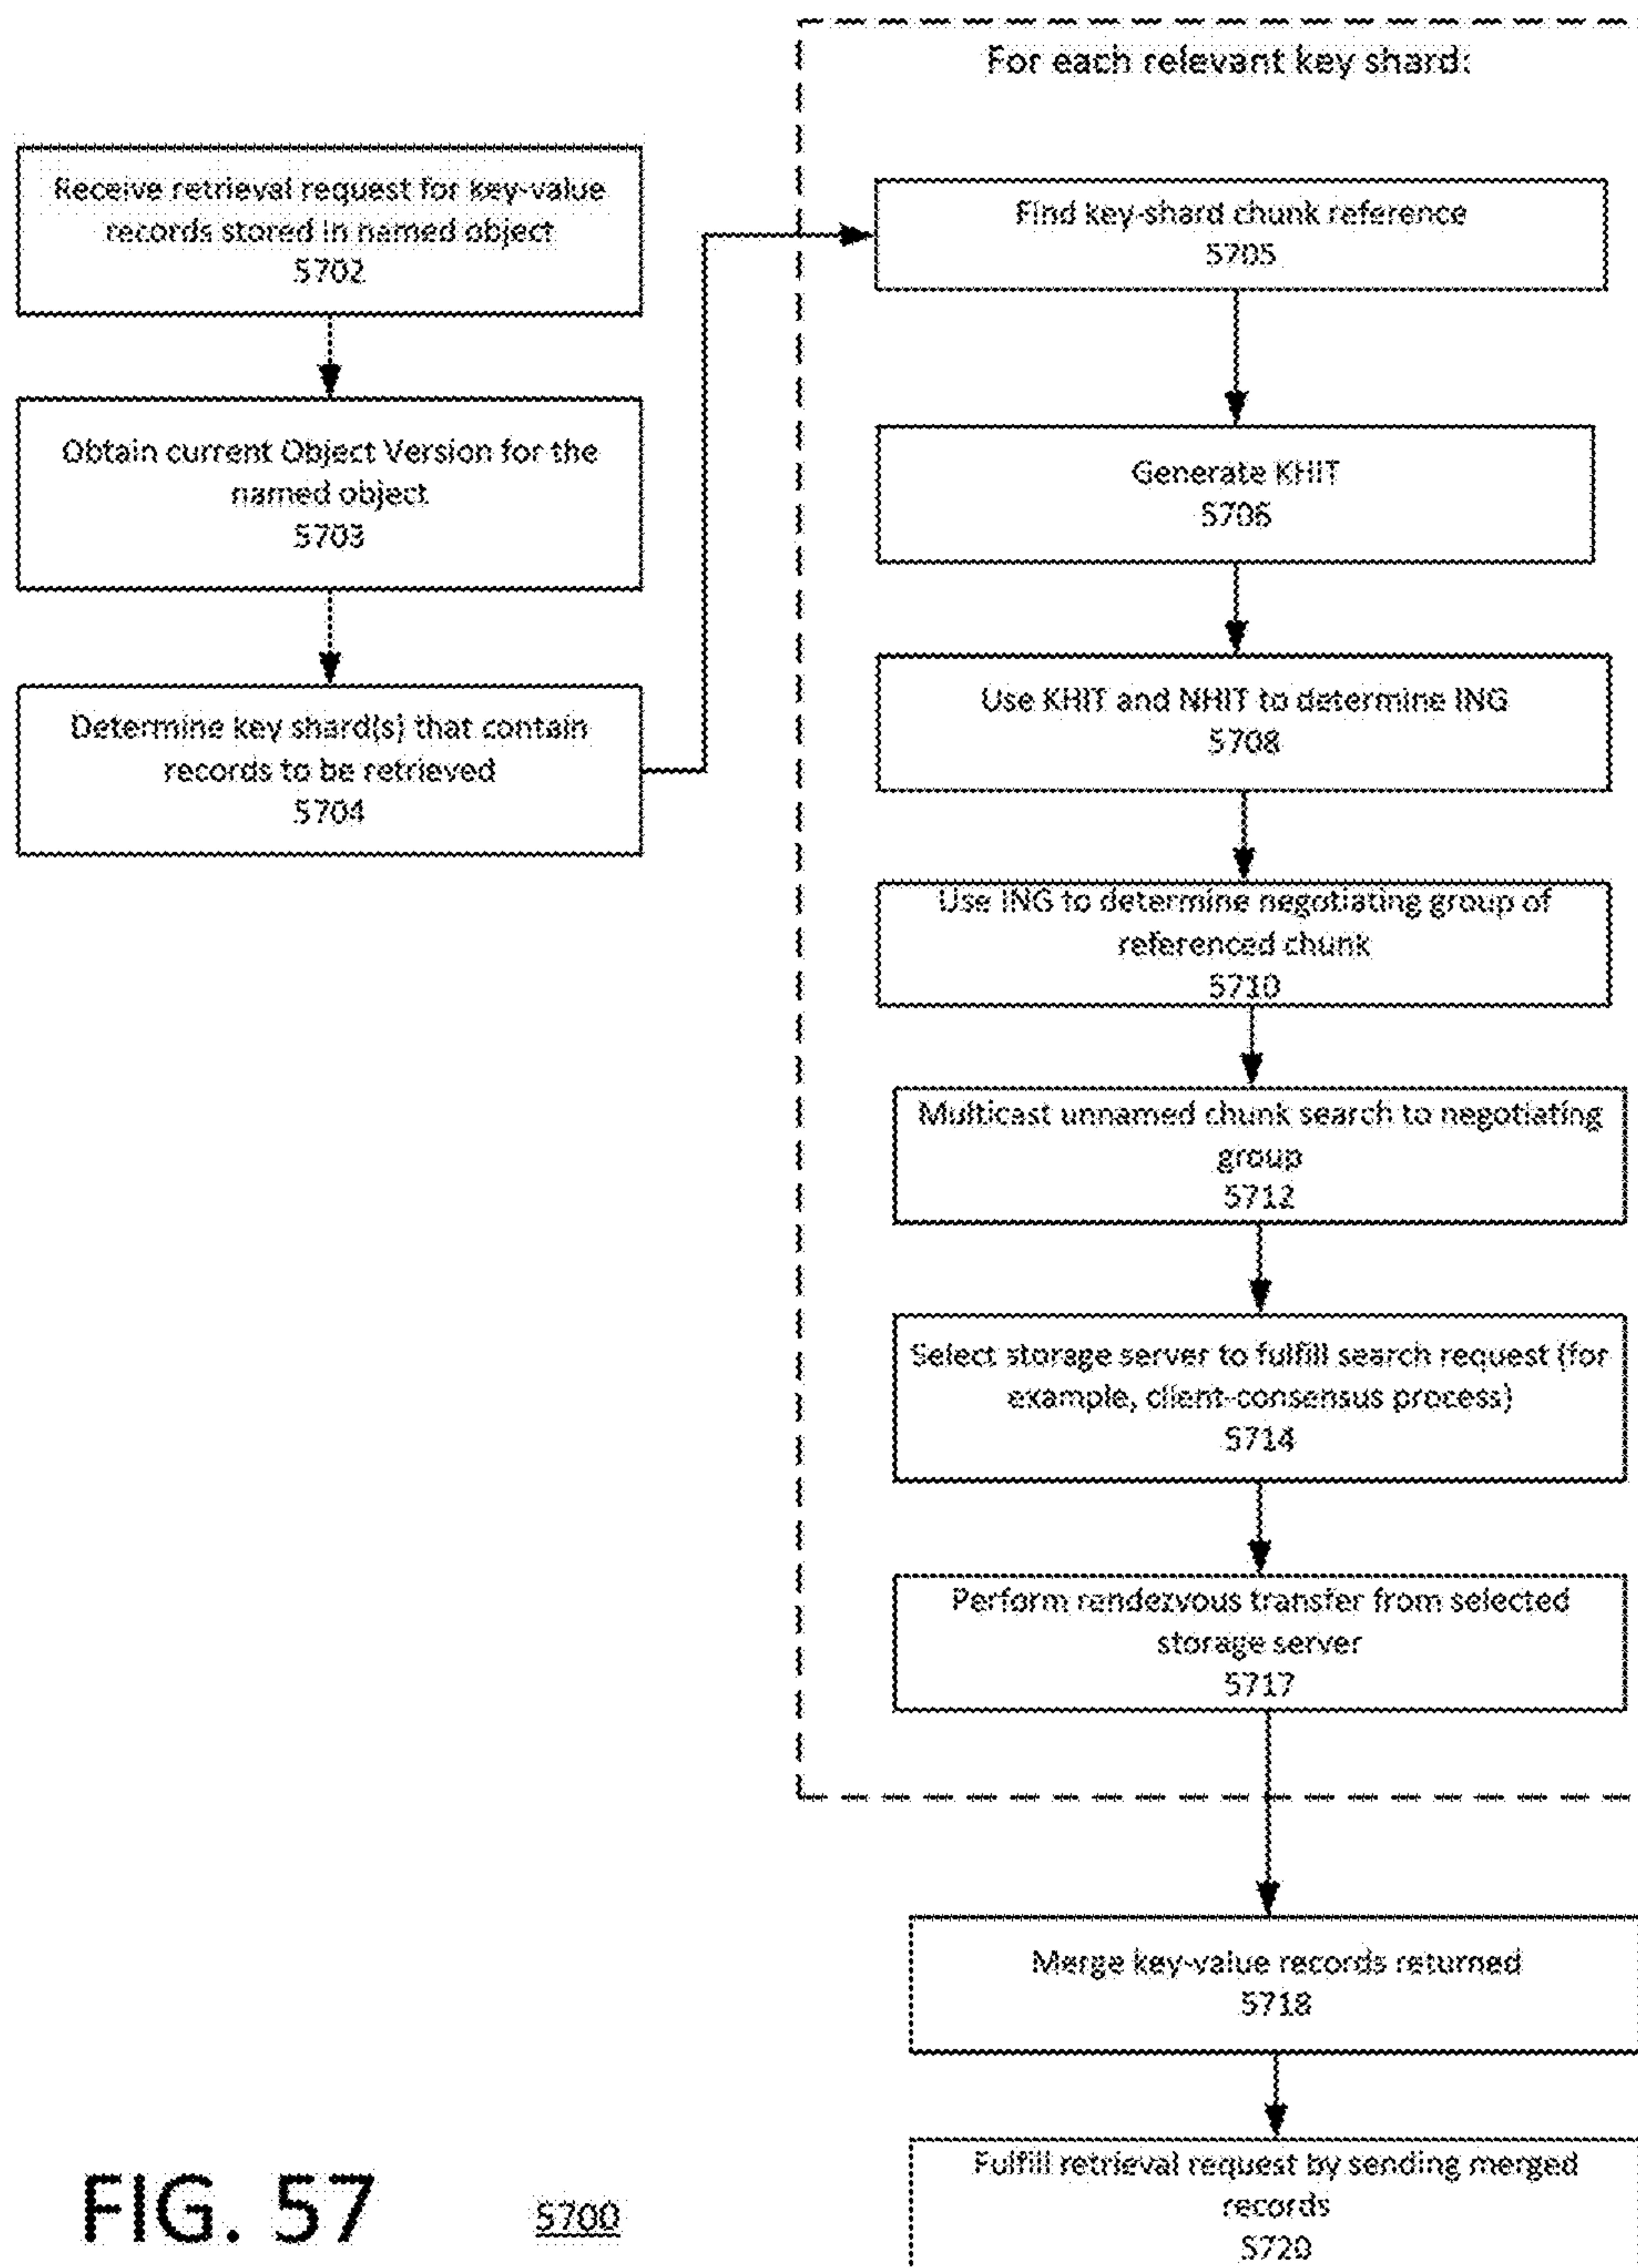 For each relevant key shard:
Receive retrieval request for key-value
records stored in named object
5702
Obtain current Object Version for the
named object
5703
Determine key shard(s) that contain
records to be retrieved
5704
Find key-shard chunk reference
5705
Generate KHIT
5706
Use KHIT and NHIT to determine ING
5708
Use ING to determine negotiating group of
referenced chunk
5710
Multicast unnamed chunk search to negotiating
group
5712
Select storage server to fulfill search request (for
example, client-consensus process)
5714
Perform rendezvous transfer from selected
storage server
5717
Merge key-value records returned
5718
Fulfill retrieval request by sending merged
records
5720
FIG. 57
5700